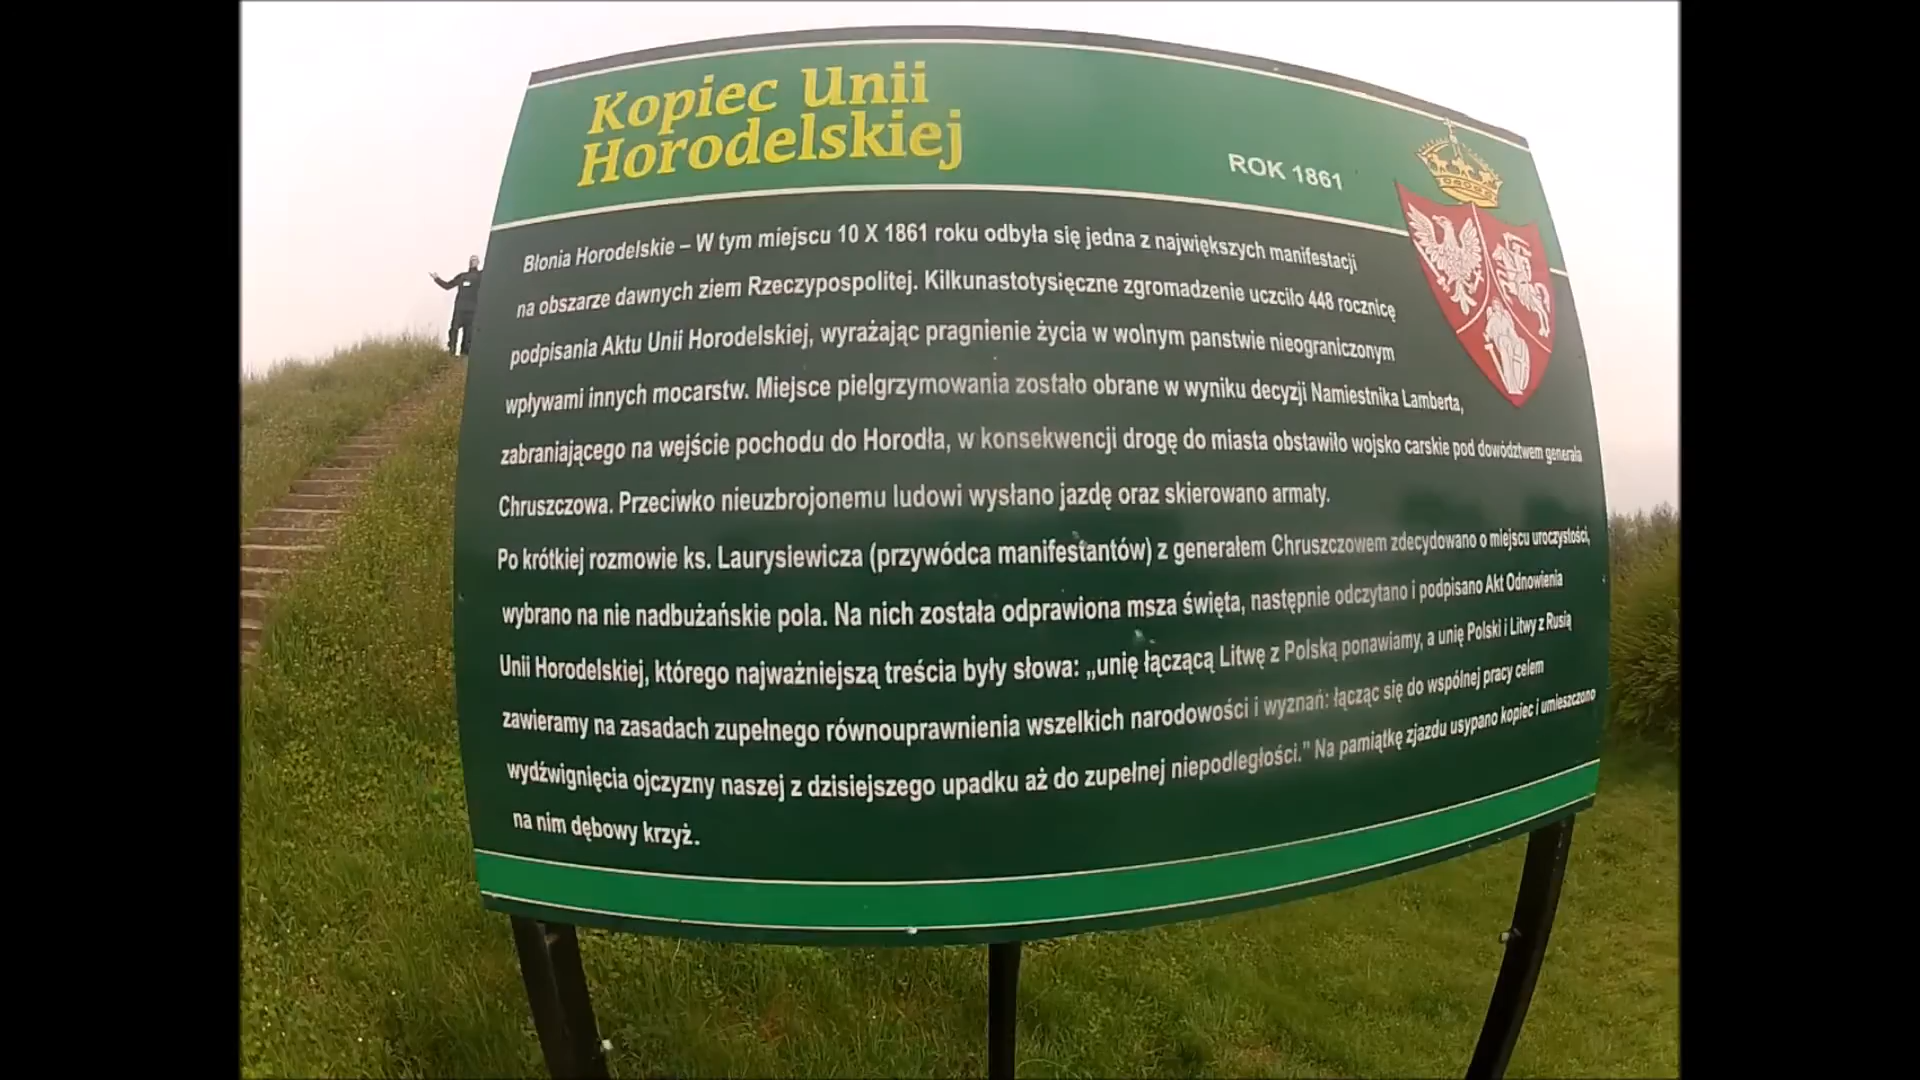 Kopiec Unii
Horodelskiej
ROK 1861
Błonia Horodelskie – W tym miejscu 10 X 1861 roku odbyła się jedna z największych manifestacji
na obszarze dawnych ziem Rzeczypospolitej. Kilkunastotysięczne zgromadzenie uczciło 448 rocznicę
podpisania Aktu Unii Horodelskiej, wyrażając pragnienie życia w wolnym panstwie nieograniczonym
wpływami innych mocarstw. Miejsce pielgrzymowania zostało obrane w wyniku decyzji Namiestnika Lamberta,
zabraniającego na wejście pochodu do Horodła, w konsekwencji drogę do miasta obstawiło wojsko carskie pod dowództwem generała
Chruszczowa. Przeciwko nieuzbrojonemu ludowi wysłano jazdę oraz skierowano armaty.
Po krótkiej rozmowie ks. Laurysiewicza (przywódca manifestantów) z generałem Chruszczowem zdecydowano o miejscu uroczystości,
wybrano na nie nadbużańskie pola. Na nich została odprawiona msza święta, następnie odczytano i podpisano Akt Odnowienia
Unii Horodelskiej, którego najważniejszą treścia były słowa: „unię łączącą Litwę z Polską ponawiamy, a unię Polski i Litwy z Rusią
zawieramy na zasadach zupełnego równouprawnienia wszelkich narodowości i wyznań: łącząc się do wspólnej pracy celem
wydźwignięcia ojczyzny naszej z dzisiejszego upadku aż do zupełnej niepodległości.” Na pamiątkę zjazdu usypano kopiec i umieszczono
na nim dębowy krzyż.